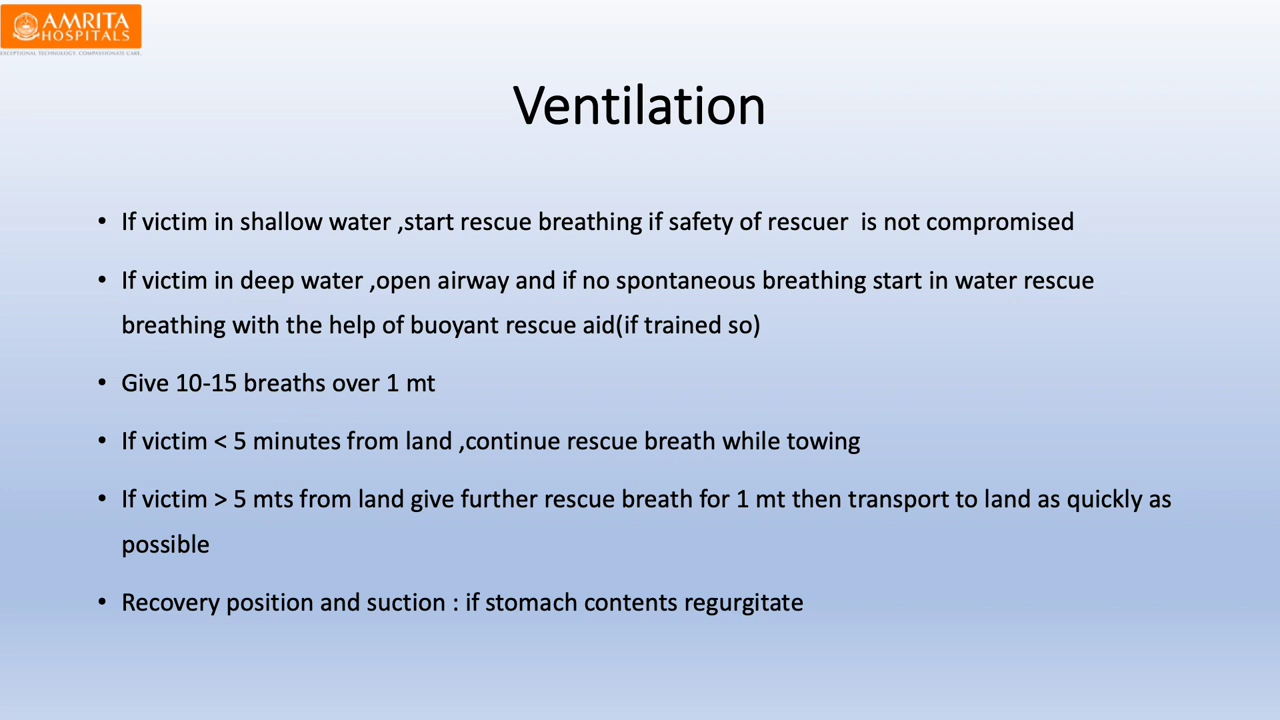 AMRITA
HOSPITALS
EXCEPTIONAL TECHNOLOGY. COMPASSIONATE CARE.
Ventilation
• If victim in shallow water ,start rescue breathing if safety of rescuer  is not compromised
• If victim in deep water ,open airway and if no spontaneous breathing start in water rescue
breathing with the help of buoyant rescue aid(if trained so)
• Give 10-15 breaths over 1 mt
• If victim < 5 minutes from land ,continue rescue breath while towing
• If victim > 5 mts from land give further rescue breath for 1 mt then transport to land as quickly as
possible
• Recovery position and suction : if stomach contents regurgitate